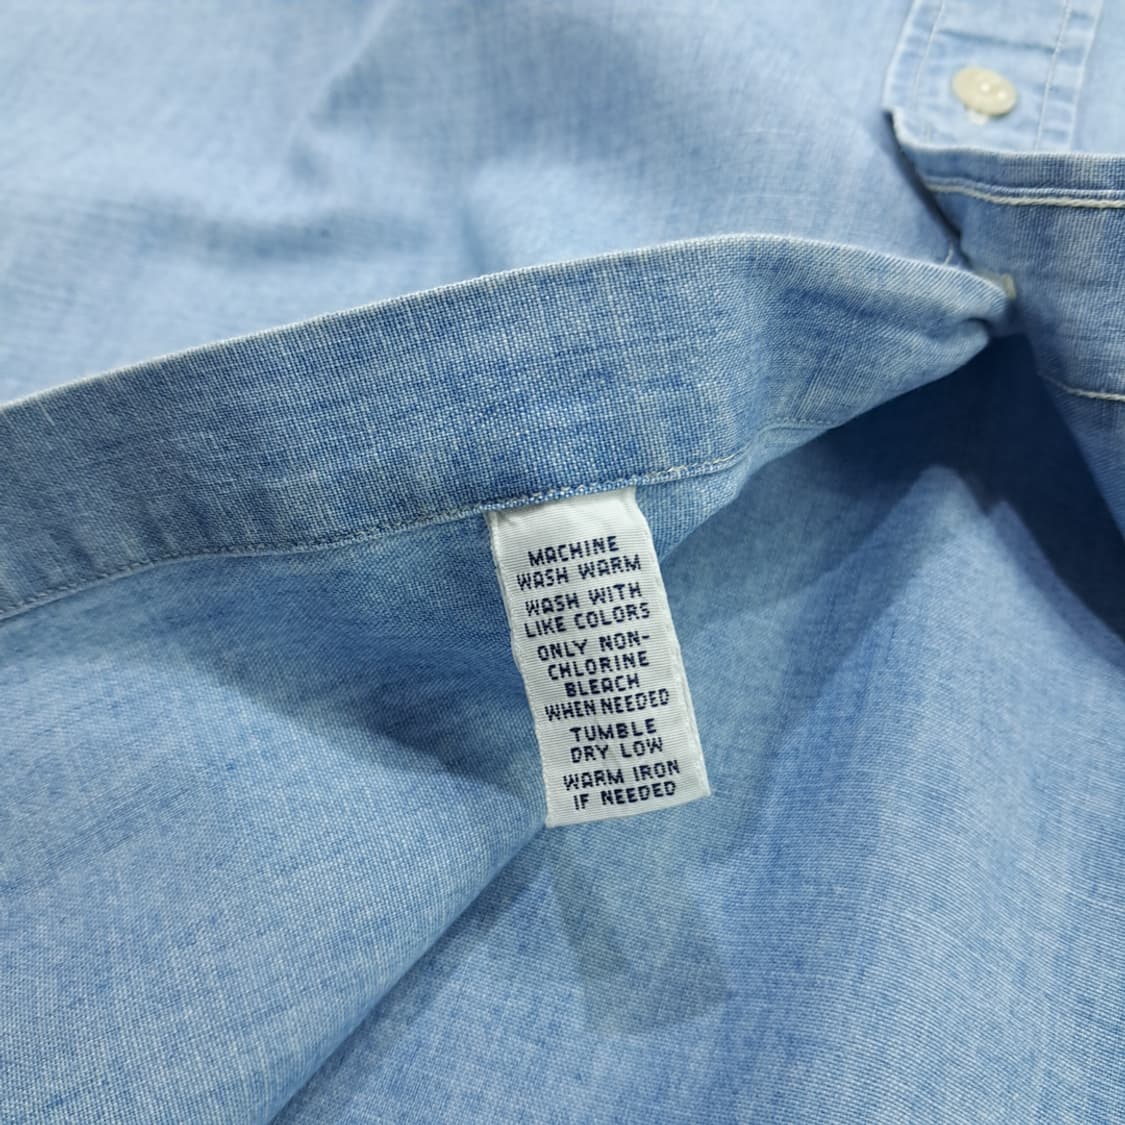 MACHINE
WASH WARM
WASH WITH
LIKE COLORS
ONLY NON-
CHLORINE
BLEACH
WHEN NEEDED
TUMBLE
DRY LOW
WARM IRON
IF NEEDED